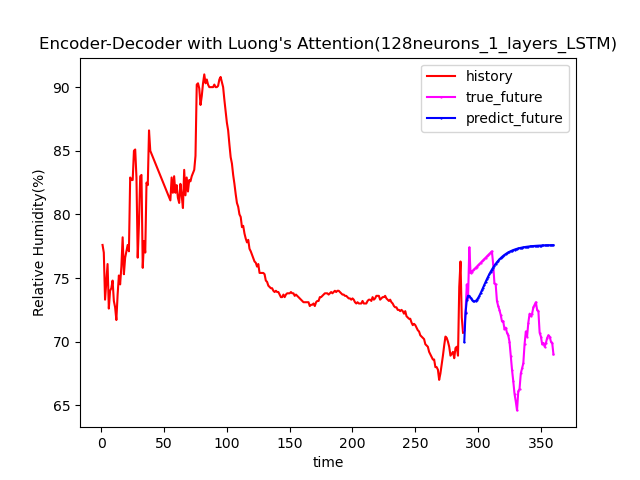 Encoder-Decoder with Luong's Attention(128neurons_1_layers_LSTM)
history
true_future
predict_future
Relative Humidity(%)
90
85
80
75
70
65
0 50 100 150 200 250 300 350
time